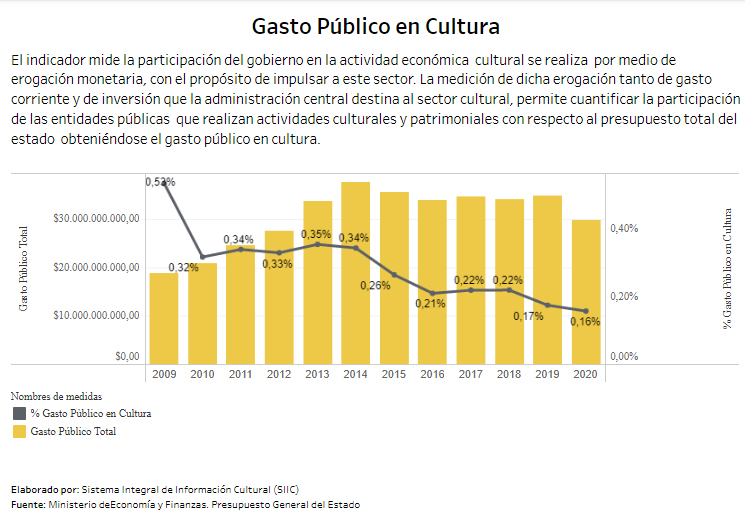 Gasto Público en Cultura
El indicador mide la participación del gobierno en la actividad económica cultural se realiza por medio de
erogación monetaria, con el propósito de impulsar a este sector. La medición de dicha erogación tanto de gasto
corriente y de inversión que la administración central destina al sector cultural, permite cuantificar la participación
de las entidades públicas que realizan actividades culturales y patrimoniales con respecto al presupuesto total del
estado obteniéndose el gasto público en cultura.
Gasto Público Total
$30.000.000.000,00
$20.000.000.000,00
$10.000.000.000,00
$0,00
0,53%
0,32%
0,34%
0,33%
0,35%
0,34%
0,26%
0,21%
0,22%
0,22%
0,17%
0,16%
0,40%
0,20%
0,00%
% Gasto Público en Cultura
2009 2010 2011 2012 2013 2014 2015 2016 2017 2018 2019 2020
Nombres de medidas
% Gasto Público en Cultura
Gasto Público Total
Elaborado por: Sistema Integral de Información Cultural (SIIC)
Fuente: Ministerio deEconomía y Finanzas. Presupuesto General del Estado